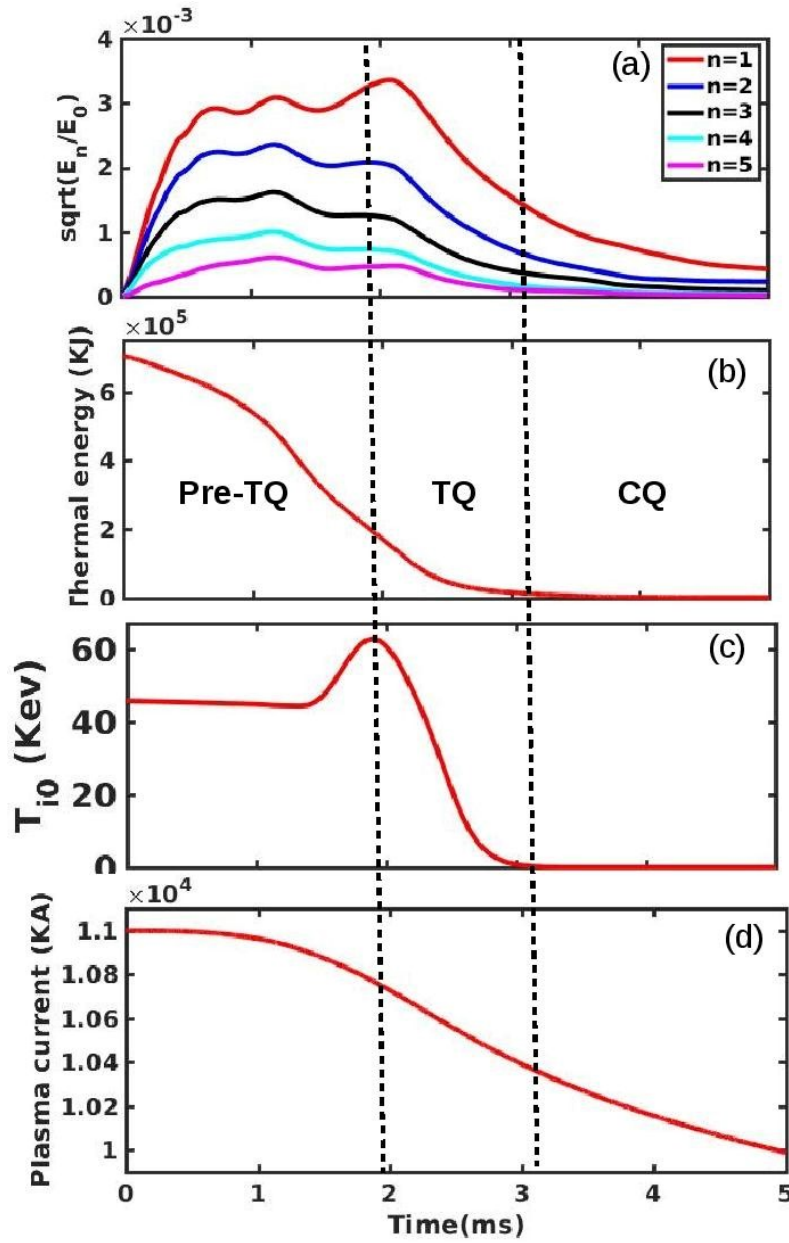 ×10⁻³
(a)
n=1
n=2
n=3
n=4
n=5
sqrt(Eₙ/E₀)
4
3
2
1
0
×10⁵
(b)
Thermal energy (KJ)
6
4
2
0
Pre-TQ
TQ
CQ
(c)
T_i0 (Kev)
60
40
20
0
×10⁴
(d)
Plasma current (KA)
1.1
1.08
1.06
1.04
1.02
1
0 1 2 3 4 5
Time(ms)